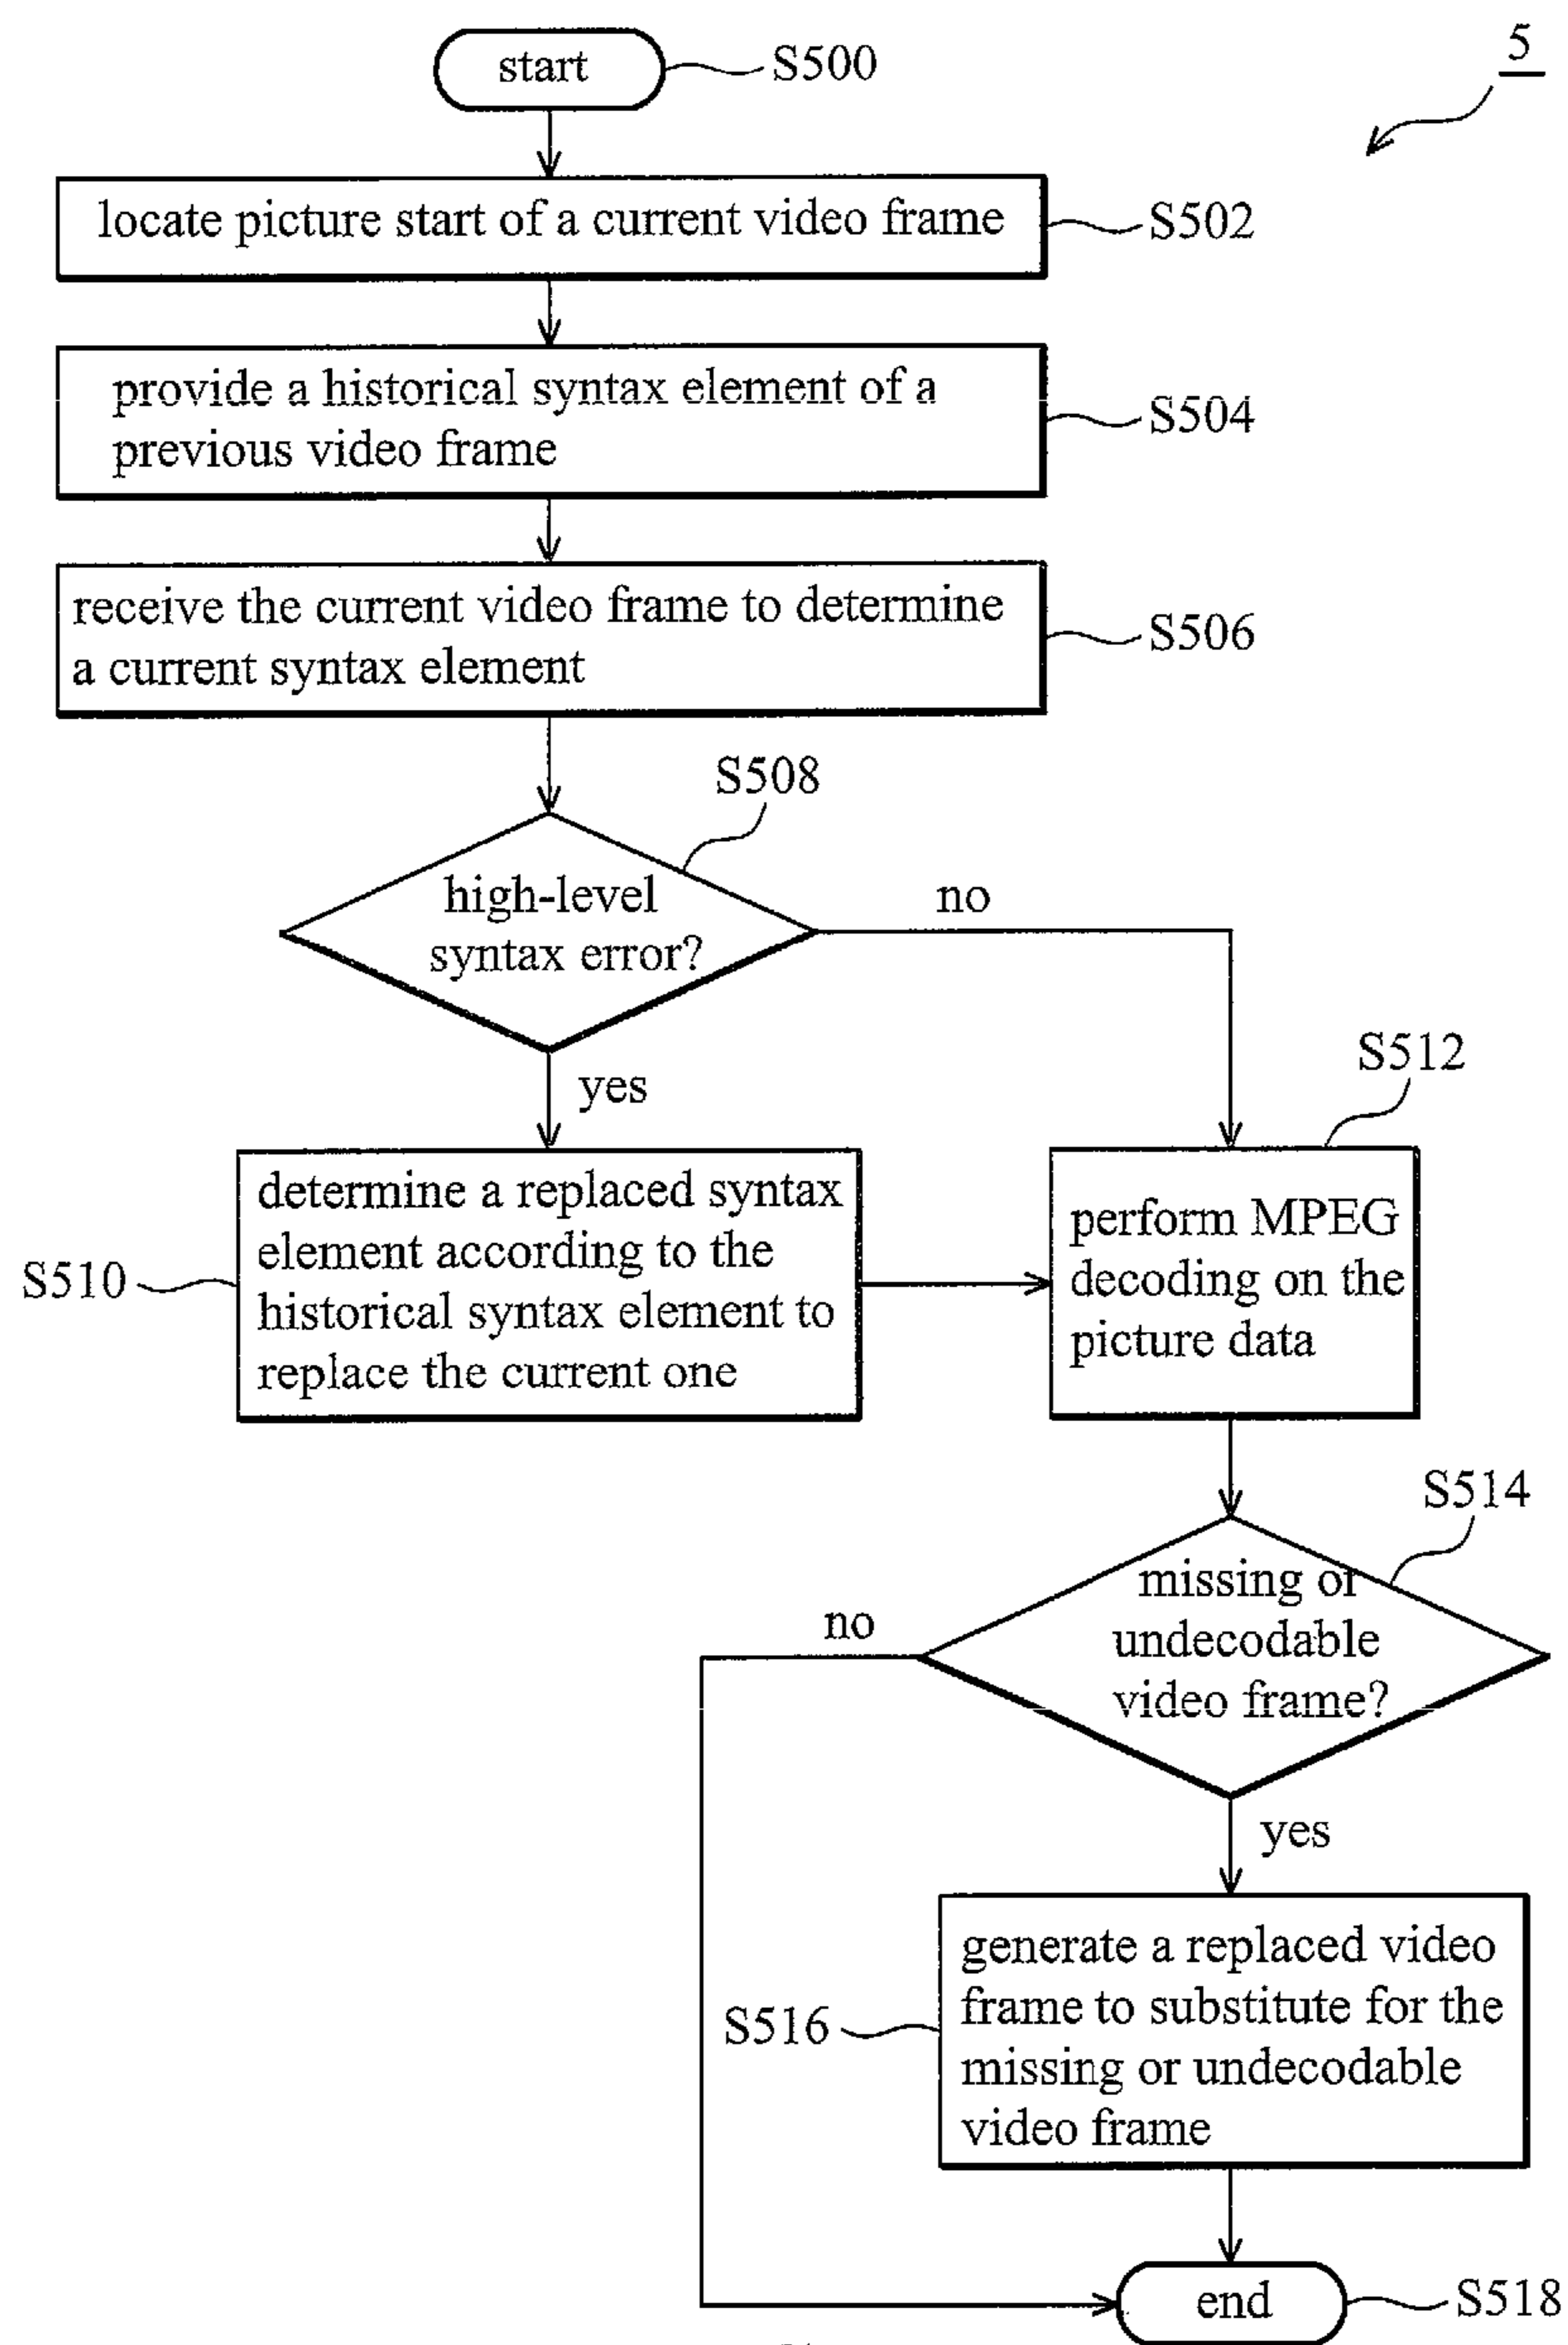 5
start
S500
locate picture start of a current video frame
S502
provide a historical syntax element of a
previous video frame
S504
receive the current video frame to determine
a current syntax element
S506
S508
high-level
syntax error?
no
yes
S512
determine a replaced syntax
element according to the
historical syntax element to
replace the current one
S510
perform MPEG
decoding on the
picture data
S514
missing or
undecodable
video frame?
no
yes
generate a replaced video
frame to substitute for the
missing or undecodable
video frame
S516
end
S518